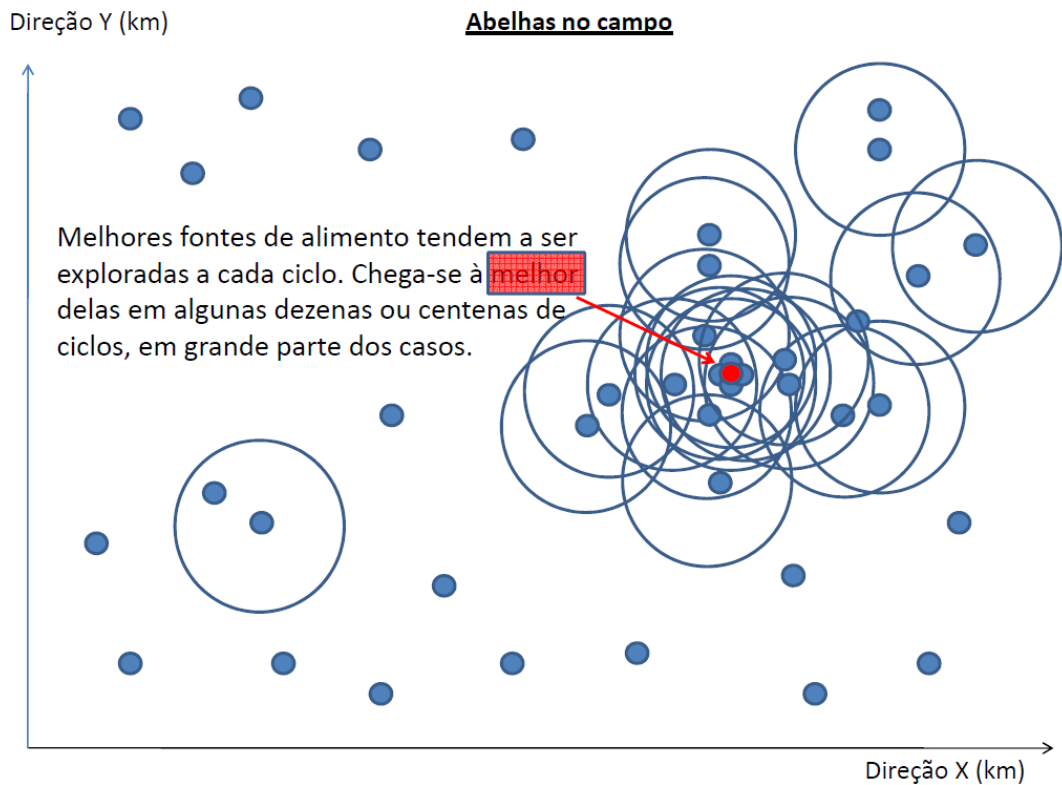 Direção Y (km)
Abelhas no campo
Melhores fontes de alimento tendem a ser
exploradas a cada ciclo. Chega-se à melhor
delas em algumas dezenas ou centenas de
ciclos, em grande parte dos casos.
Direção X (km)